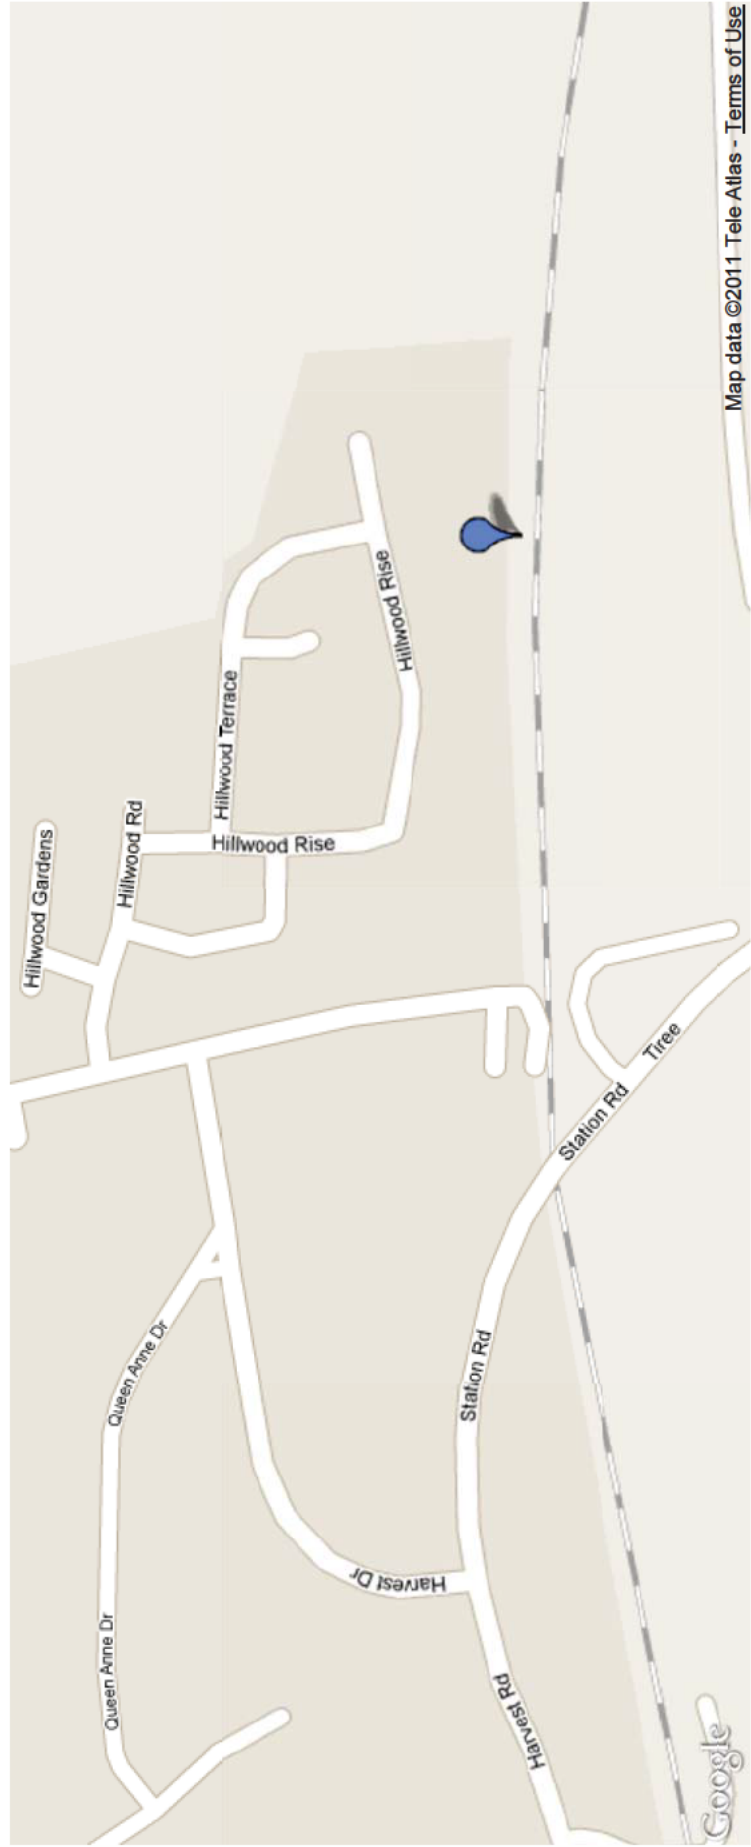 Map data ©2011 Tele Atlas - Terms of Use
Hillwood Gardens
Hillwood Rd
Hillwood Terrace
Hillwood Rise
Hillwood Rise
Tiree
Station Rd
Queen Anne Dr
Station Rd
Harvest Dr
Queen Anne Dr
Harvest Rd
Google